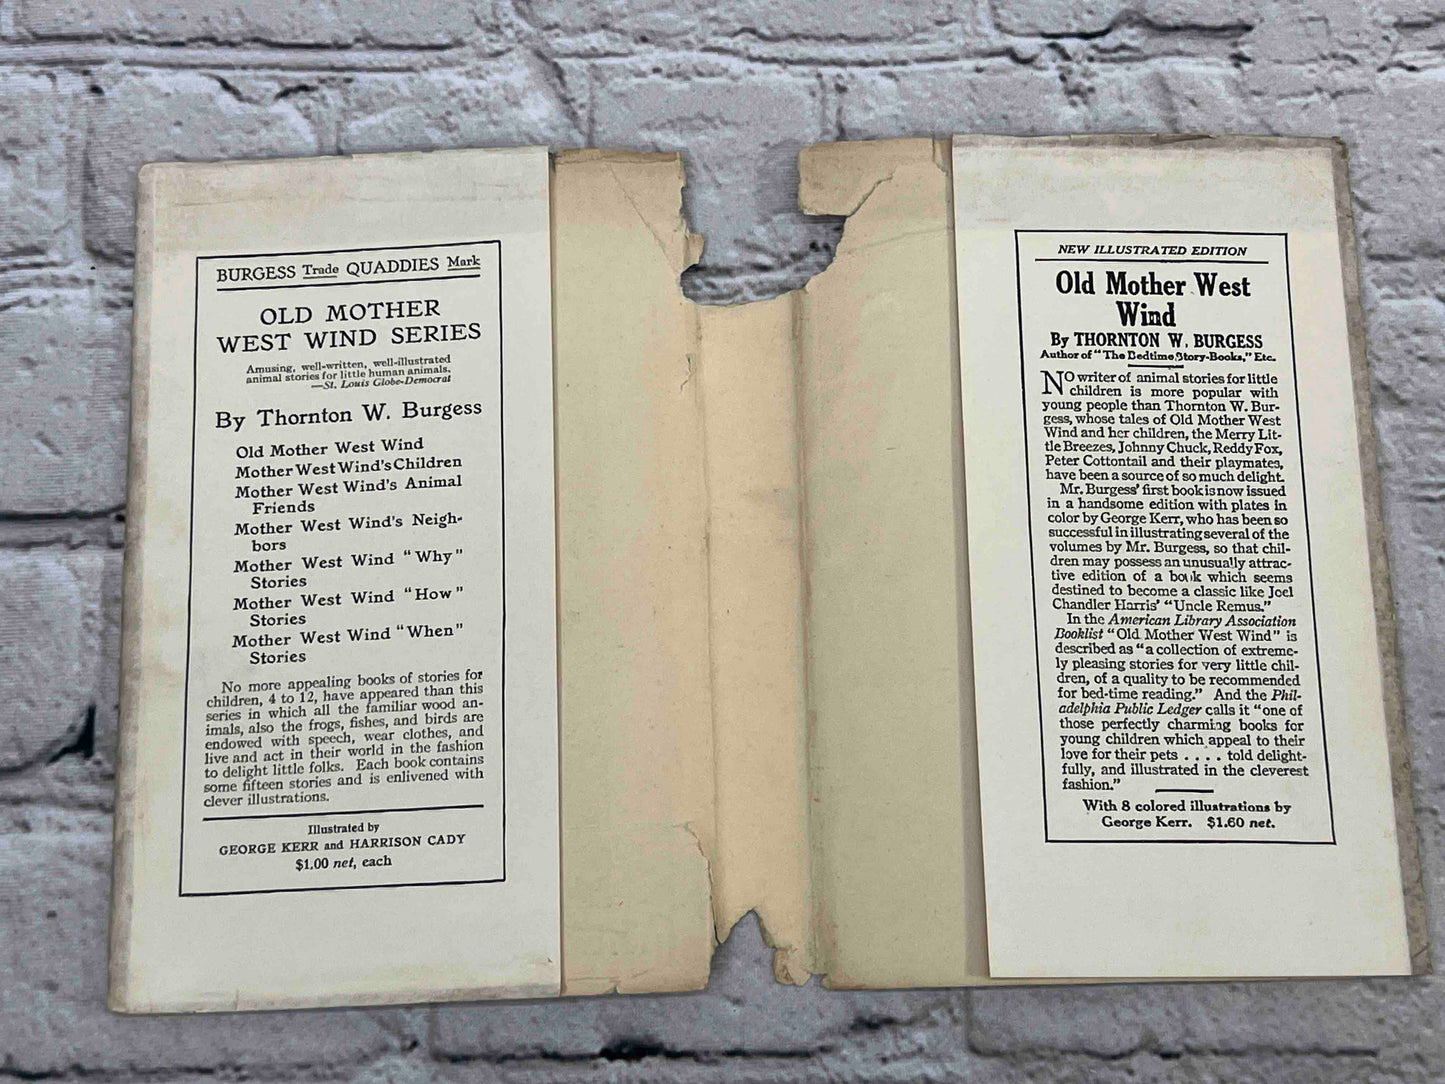 BURGESS Trade QUADDIES Mark
OLD MOTHER
WEST WIND SERIES
Amusing, well-written, well-illustrated
animal stories for little human animals.
—St. Louis Globe-Democrat
By Thornton W. Burgess
Old Mother West Wind
Mother West Wind's Children
Mother West Wind's Animal
Friends
Mother West Wind's Neigh-
bors
Mother West Wind "Why"
Stories
Mother West Wind "How"
Stories
Mother West Wind "When"
Stories
No more appealing books of stories for
children, 4 to 12, have appeared than this
series in which all the familiar wood an-
imals, also the frogs, fishes, and birds are
endowed with speech, wear clothes, and
live and act in their world in the fashion
to delight little folks. Each book contains
some fifteen stories and is enlivened with
clever illustrations.
Illustrated by
GEORGE KERR and HARRISON CADY
$1.00 net, each
NEW ILLUSTRATED EDITION
Old Mother West
Wind
By THORNTON W. BURGESS
Author of "The Bedtime Story-Books," Etc.
NO writer of animal stories for little
children is more popular with
young people than Thornton W. Bur-
gess, whose tales of Old Mother West
Wind and her children, the Merry Lit-
tle Breezes, Johnny Chuck, Reddy Fox,
Peter Cottontail and their playmates,
have been a source of so much delight.
Mr. Burgess' first book is now issued
in a handsome edition with plates in
color by George Kerr, who has been so
successful in illustrating several of the
volumes by Mr. Burgess, so that chil-
dren may possess an unusually attrac-
tive edition of a book which seems
destined to become a classic like Joel
Chandler Harris' "Uncle Remus."
In the American Library Association
Booklist "Old Mother West Wind" is
described as "a collection of extreme-
ly pleasing stories for very little chil-
dren, of a quality to be recommended
for bed-time reading." And the Phil-
adelphia Public Ledger calls it "one of
those perfectly charming books for
young children which appeal to their
love for their pets .... told delight-
fully, and illustrated in the cleverest
fashion."
With 8 colored illustrations by
George Kerr. $1.60 net.